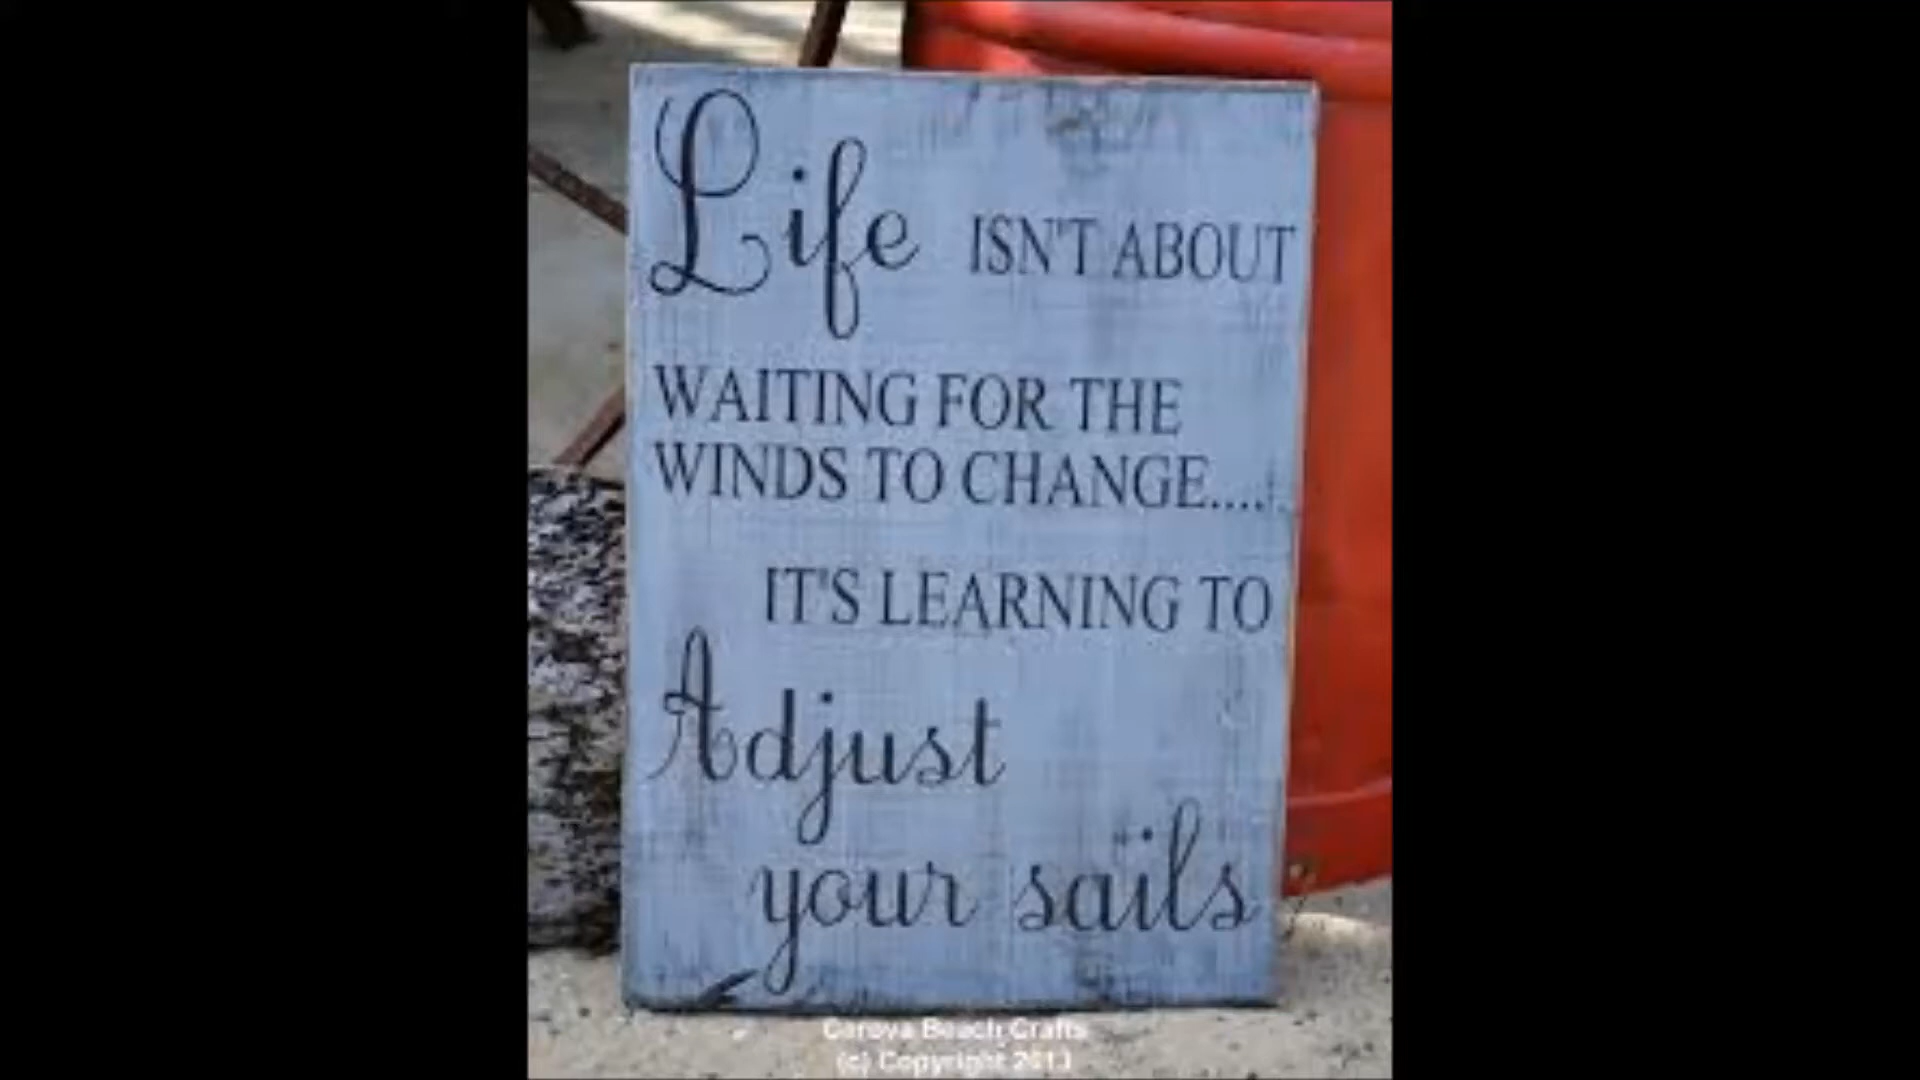 Life ISN'T ABOUT
WAITING FOR THE
WINDS TO CHANGE....
IT'S LEARNING TO
Adjust
your sails
Carova Beach Crafts
(c) Copyright 2013